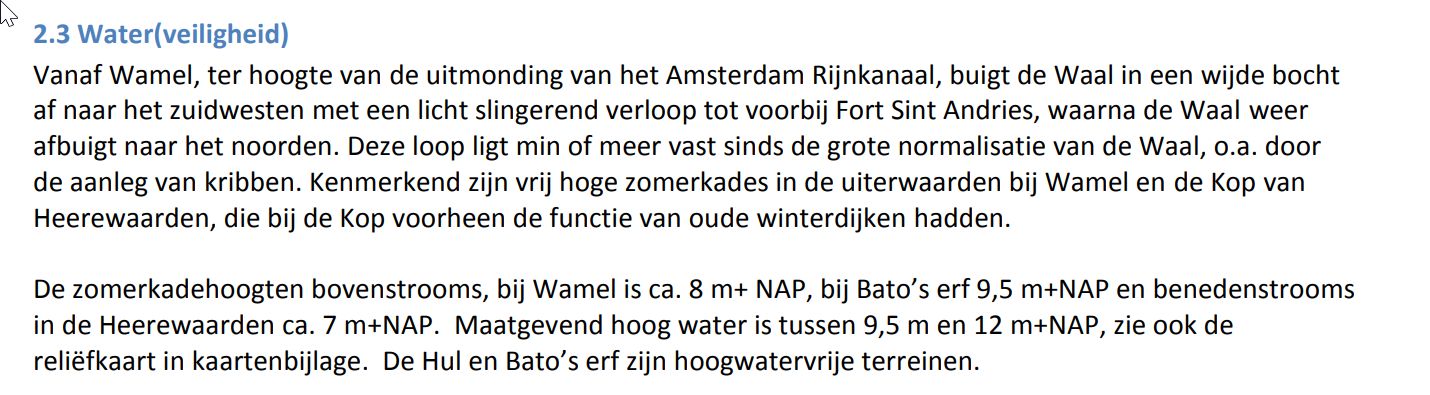 2.3 Water(veiligheid)
Vanaf Wamel, ter hoogte van de uitmonding van het Amsterdam Rijnkanaal, buigt de Waal in een wijde bocht
af naar het zuidwesten met een licht slingerend verloop tot voorbij Fort Sint Andries, waarna de Waal weer
afbuigt naar het noorden. Deze loop ligt min of meer vast sinds de grote normalisatie van de Waal, o.a. door
de aanleg van kribben. Kenmerkend zijn vrij hoge zomerkades in de uiterwaarden bij Wamel en de Kop van
Heerewaarden, die bij de Kop voorheen de functie van oude winterdijken hadden.
De zomerkadehoogten bovenstrooms, bij Wamel is ca. 8 m+ NAP, bij Bato’s erf 9,5 m+NAP en benedenstrooms
in de Heerewaarden ca. 7 m+NAP.  Maatgevend hoog water is tussen 9,5 m en 12 m+NAP, zie ook de
reliëfkaart in kaartenbijlage.  De Hul en Bato’s erf zijn hoogwatervrije terreinen.